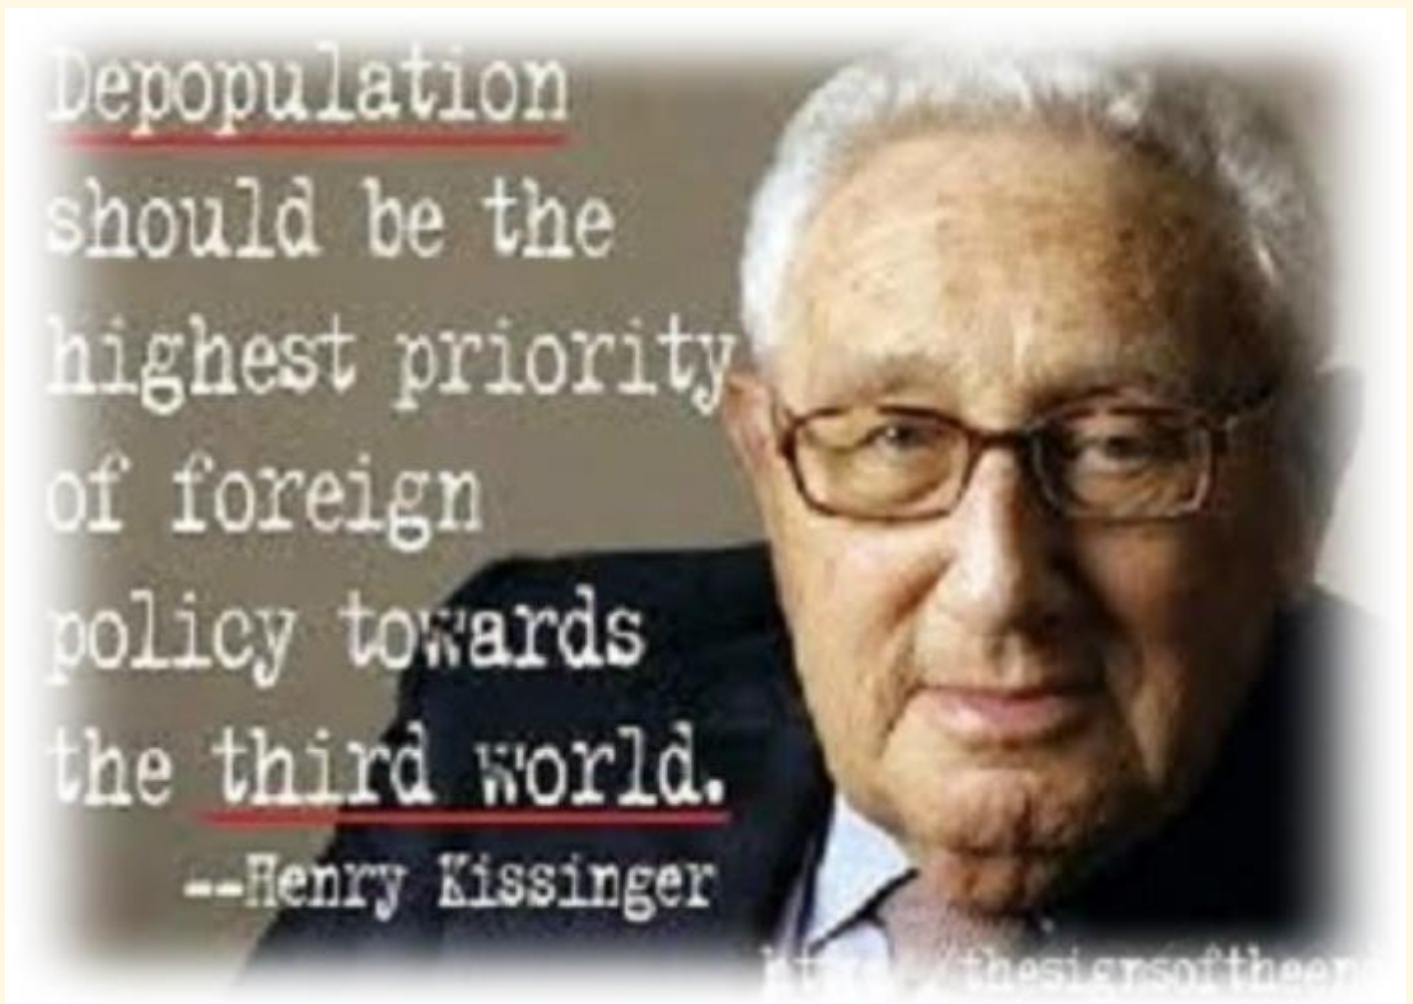 Depopulation
should be the
highest priority
of foreign
policy towards
the third world.
--Henry Kissinger